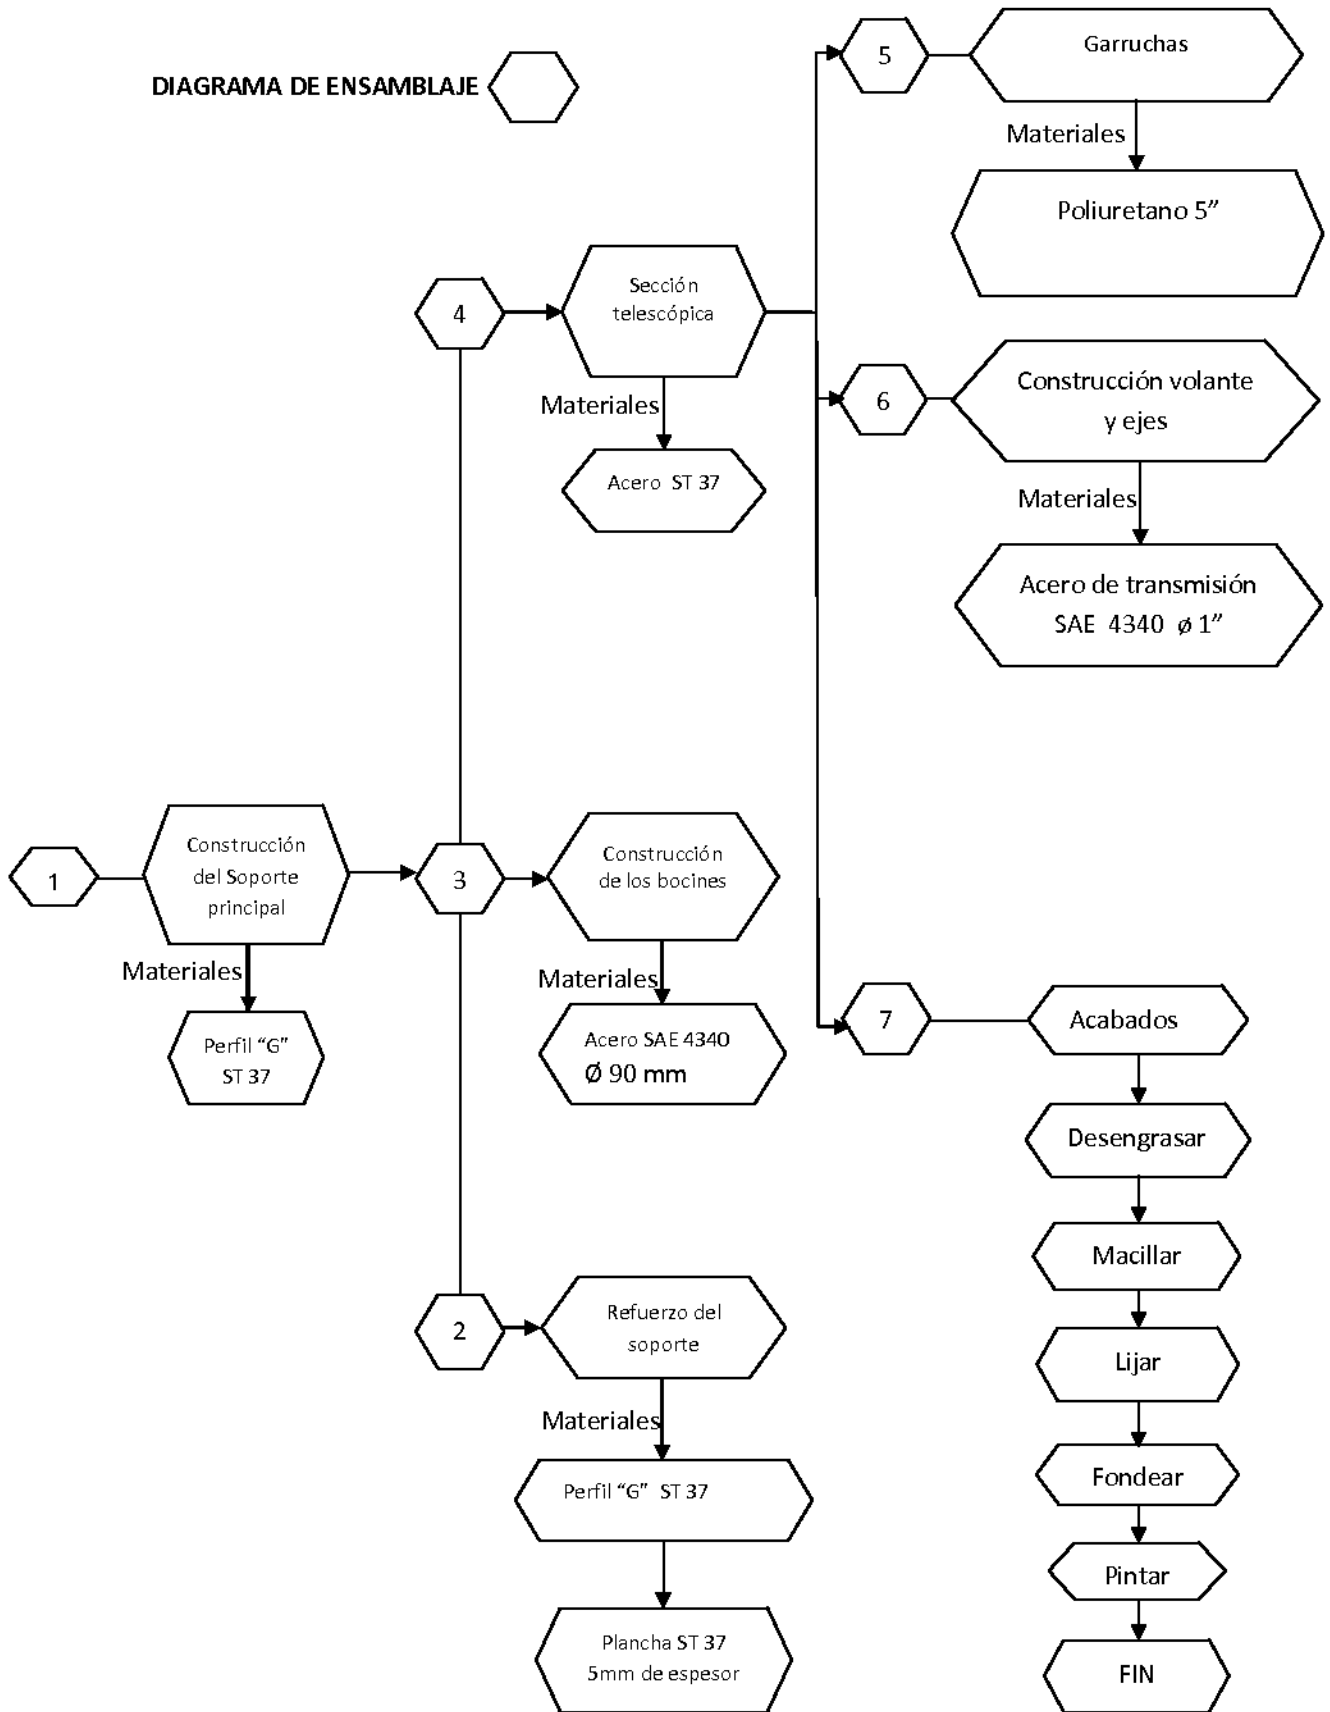 DIAGRAMA DE ENSAMBLAJE
5
Garruchas
Materiales
Poliuretano 5”
4
Sección
telescópica
Materiales
Acero ST 37
6
Construcción volante
y ejes
Materiales
Acero de transmisión
SAE 4340 ø 1”
1
Construcción
del Soporte
principal
Materiales
Perfil “G”
ST 37
3
Construcción
de los bocines
Materiales
Acero SAE 4340
Ø 90 mm
2
Refuerzo del
soporte
Materiales
Perfil “G” ST 37
Plancha ST 37
5mm de espesor
7
Acabados
Desengrasar
Macillar
Lijar
Fondear
Pintar
FIN